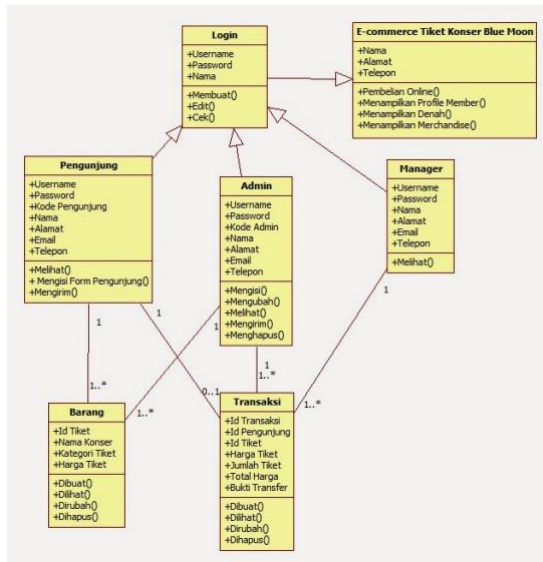 Login
+Username
+Password
+Nama
+Membuat()
+Edit()
+Cek()
E-commerce Tiket Konser Blue Moon
+Nama
+Alamat
+Telepon
+Pembelian Online()
+Menampilkan Profile Member()
+Menampilkan Denah()
+Menampilkan Merchandise()
Pengunjung
+Username
+Password
+Kode Pengunjung
+Nama
+Alamat
+Email
+Telepon
+Melihat()
+ Mengisi Form Pengunjung()
+Mengirim()
Admin
+Username
+Password
+Kode Admin
+Nama
+Alamat
+Email
+Telepon
+Mengisi()
+Mengubah()
+Melihat()
+Mengirim()
+Menghapus()
Manager
+Username
+Password
+Nama
+Alamat
+Email
+Telepon
+Melihat()
1
1
1
1
1
1..*
1..*
0..1
1..*
1..*
Barang
+Id Tiket
+Nama Konser
+Kategori Tiket
+Harga Tiket
+Dibuat()
+Dilihat()
+Dirubah()
+Dihapus()
Transaksi
+Id Transaksi
+Id Pengunjung
+Id Tiket
+Harga Tiket
+Jumlah Tiket
+Total Harga
+Bukti Transfer
+Dibuat()
+Dilihat()
+Dirubah()
+Dihapus()